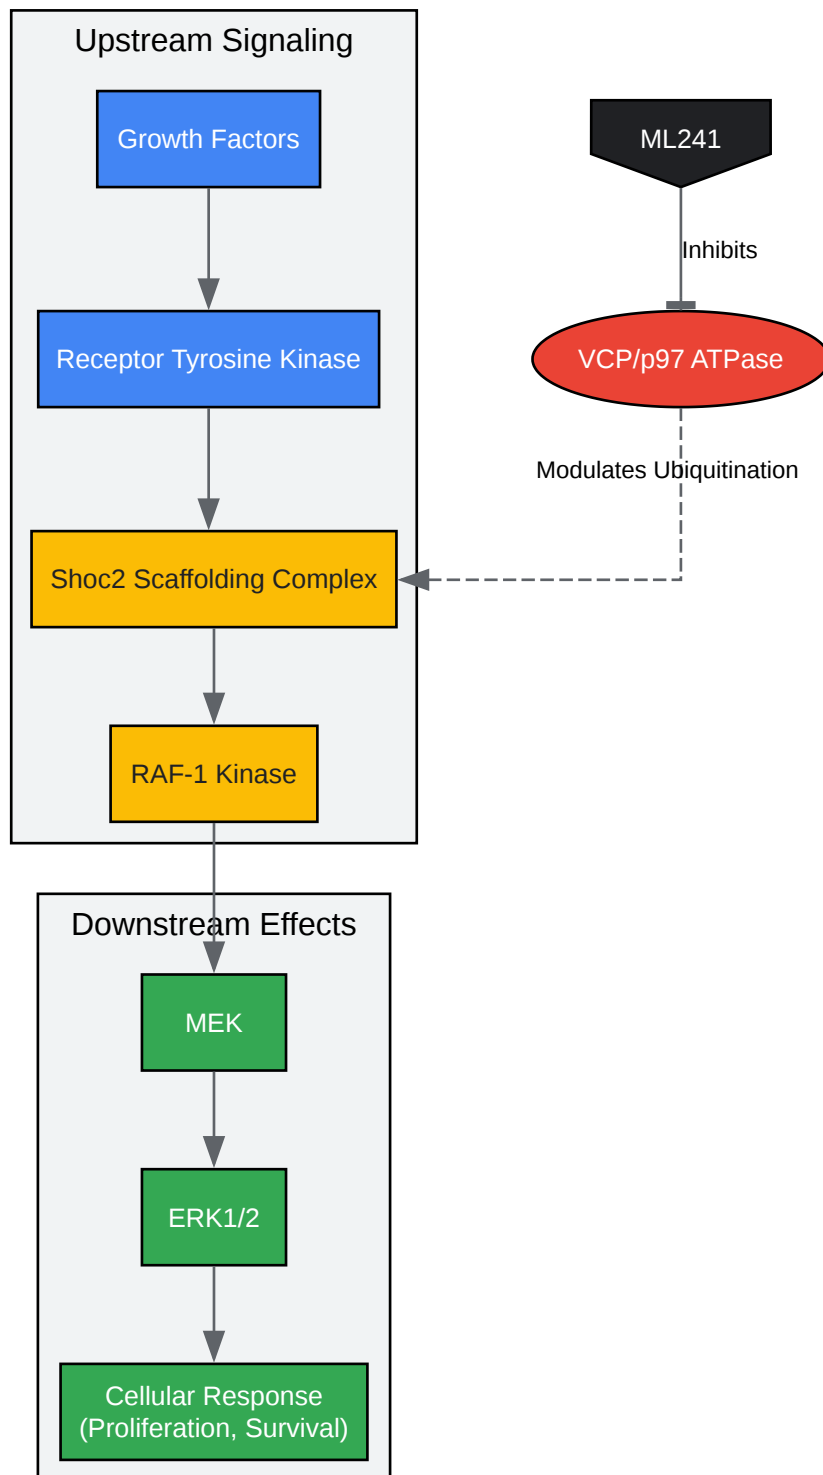 Upstream Signaling
Growth Factors
ML241
Inhibits
Receptor Tyrosine Kinase
VCP/p97 ATPase
Modulates Ubiquitination
Shoc2 Scaffolding Complex
RAF-1 Kinase
Downstream Effects
MEK
ERK1/2
Cellular Response
(Proliferation, Survival)